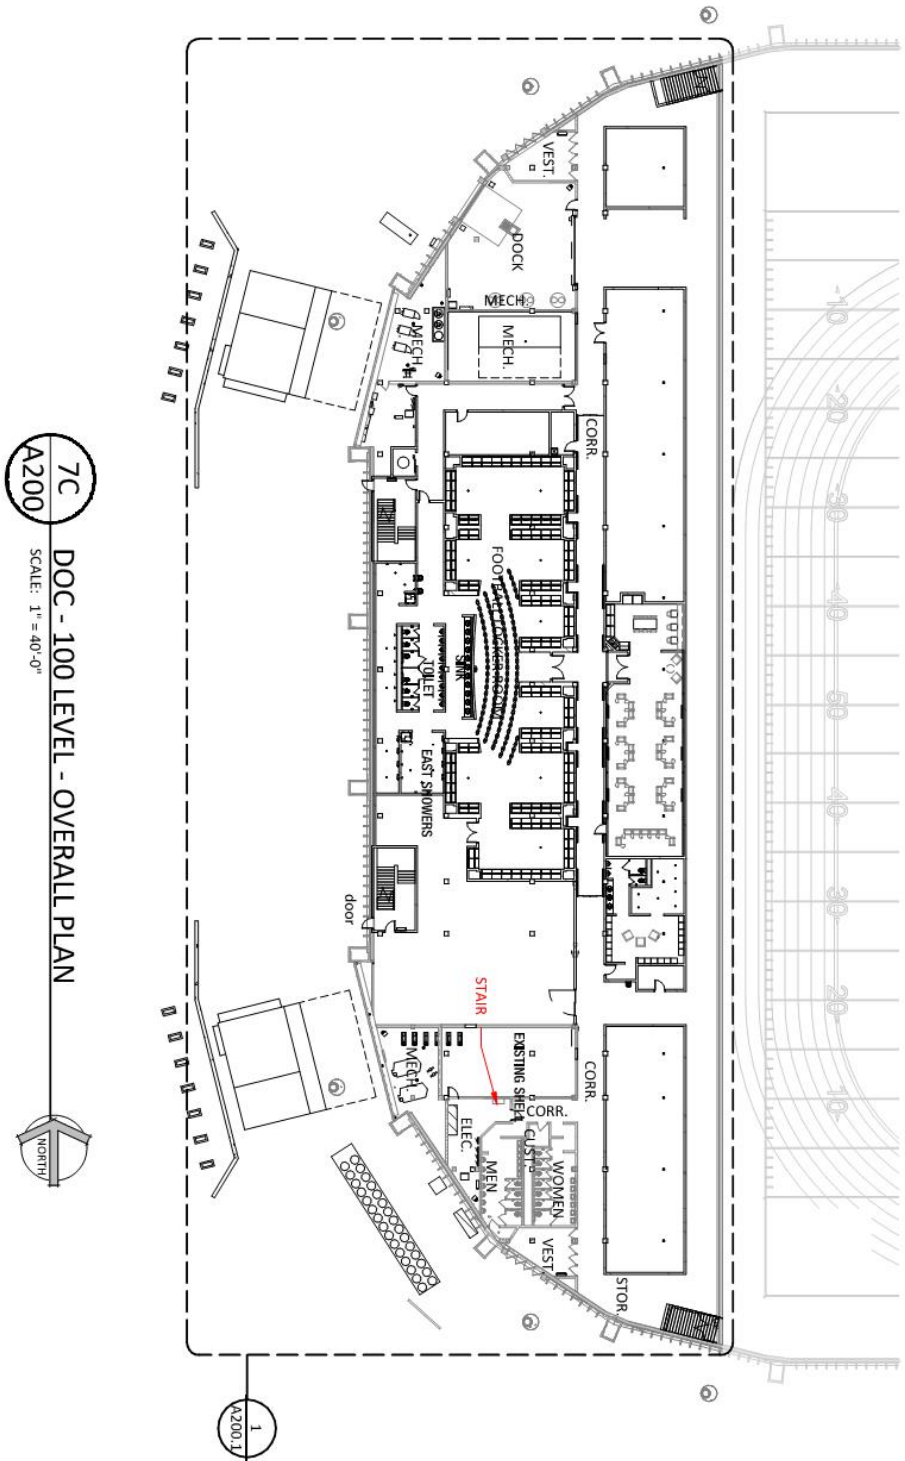 VEST.
DOCK
MECH.
MECH.
MECH.
CORR.
FOOTBALL LOCKER ROOM
SINK
TOILET
EAST SHOWERS
door
STAIR
EXISTING SHELL
MECH.
CORR.
CORR.
ELEC.
CUST.
MEN
WOMEN
VEST.
STOR.
10
20
30
40
50
40
30
20
10
7C
A200
DOC - 100 LEVEL - OVERALL PLAN
SCALE: 1" = 40'-0"
NORTH
1
A200.1